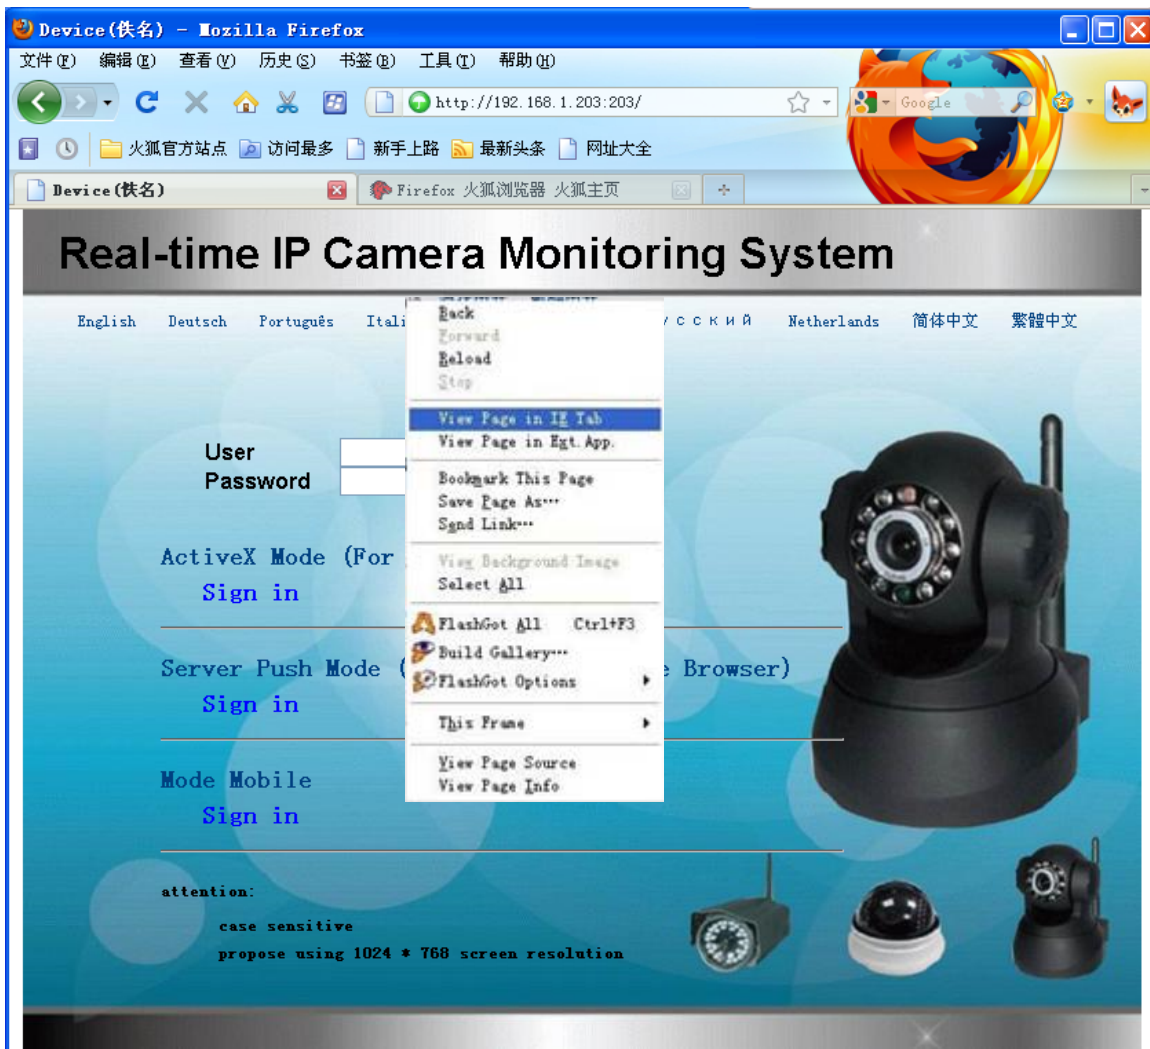 Device(佚名) - Mozilla Firefox
文件(F) 编辑(E) 查看(V) 历史(S) 书签(B) 工具(T) 帮助(H)
http://192.168.1.203:203/
Google
火狐官方站点 访问最多 新手上路 最新头条 网址大全
Device(佚名) Firefox 火狐浏览器 火狐主页
Real-time IP Camera Monitoring System
English Deutsch Português Netherlands 简体中文 繁體中文
Back
Forward
Reload
Stop
View Page in IE Tab
View Page in Ext. App.
User
Password
Bookmark This Page
Save Page As…
Send Link…
ActiveX Mode (For
View Background Image
Select All
Sign in
FlashGot All Ctrl+F3
Build Gallery…
FlashGot Options
Server Push Mode ( Browser)
Sign in
This Frame
View Page Source
View Page Info
Mode Mobile
Sign in
attention:
case sensitive
propose using 1024 * 768 screen resolution